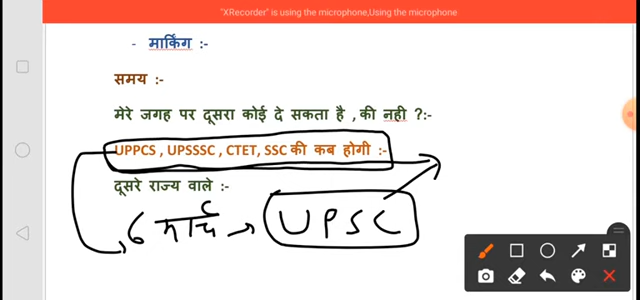 "XRecorder" is using the microphone,Using the microphone
- मार्किंग :-
समय :-
मेरे जगह पर दूसरा कोई दे सकता है , की नही ?:-
UPPCS , UPSSSC , CTET, SSC की कब होगी :-
दूसरे राज्य वाले :-
6 मार्च → UPSC